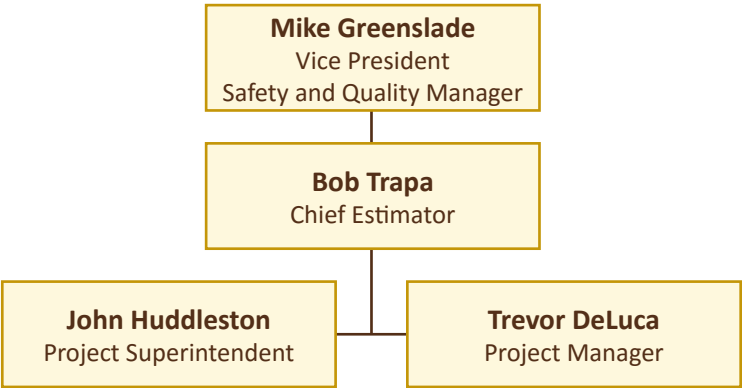 Mike Greenslade
Vice President
Safety and Quality Manager
Bob Trapa
Chief Estimator
John Huddleston
Project Superintendent
Trevor DeLuca
Project Manager